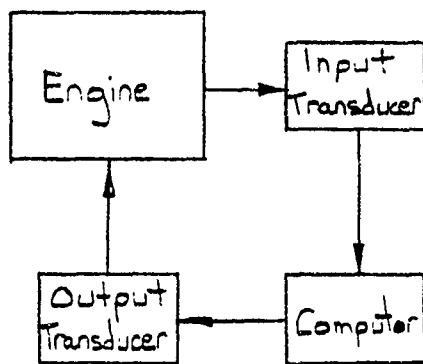 Engine
Input
Transducer
Output
Transducer
Computer